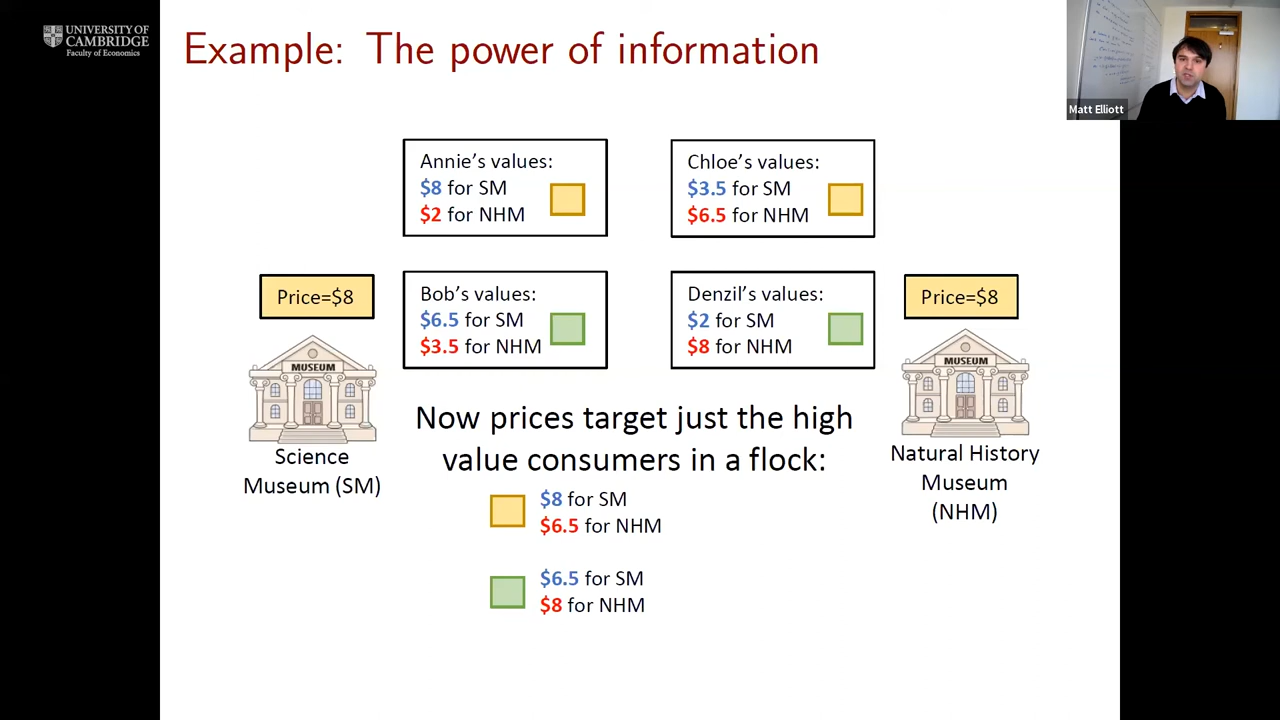 UNIVERSITY OF
CAMBRIDGE
Faculty of Economics
Example: The power of information
Matt Elliott
Annie's values:
$8 for SM
$2 for NHM
Chloe's values:
$3.5 for SM
$6.5 for NHM
Price=$8
Bob's values:
$6.5 for SM
$3.5 for NHM
Denzil's values:
$2 for SM
$8 for NHM
Price=$8
MUSEUM
MUSEUM
Science
Museum (SM)
Now prices target just the high
value consumers in a flock:
Natural History
Museum
(NHM)
$8 for SM
$6.5 for NHM
$6.5 for SM
$8 for NHM